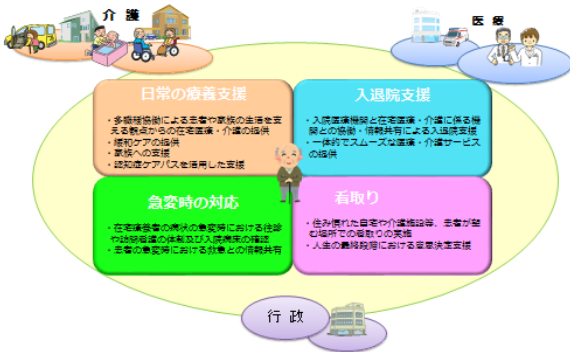 介 護
医 療
日常の療養支援
・多職種協働による患者や家族の生活を支
える観点からの在宅医療・介護の提供
・緩和ケアの提供
・家族への支援
・認知症ケアパスを活用した支援
入退院支援
・入院医療機関と在宅医療・介護に係る機
関との協働・情報共有による入退院支援
・一体的でスムーズな医療・介護サービス
の提供
急変時の対応
・在宅療養者の病状の急変時における往診
や訪問看護の体制及び入院病床の確認
・患者の急変時における救急との情報共有
看取り
・住み慣れた自宅や介護施設等、患者が望
む場所での看取りの実施
・人生の最終段階における意思決定支援
行 政